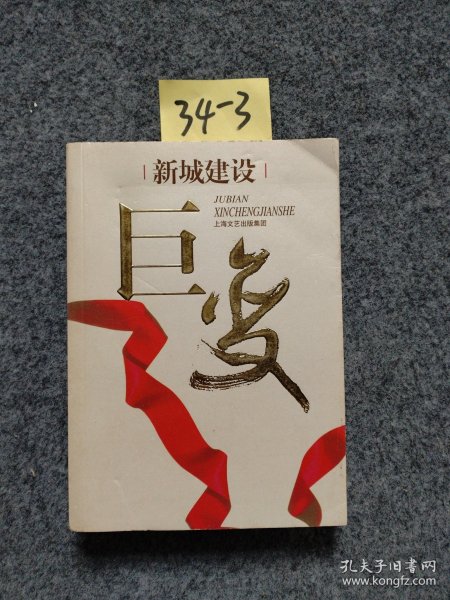 34-3
新城建设
JUBIAN
XINCHENGJIANSHE
上海文艺出版集团
巨变
孔夫子旧书网
www.kongfz.com